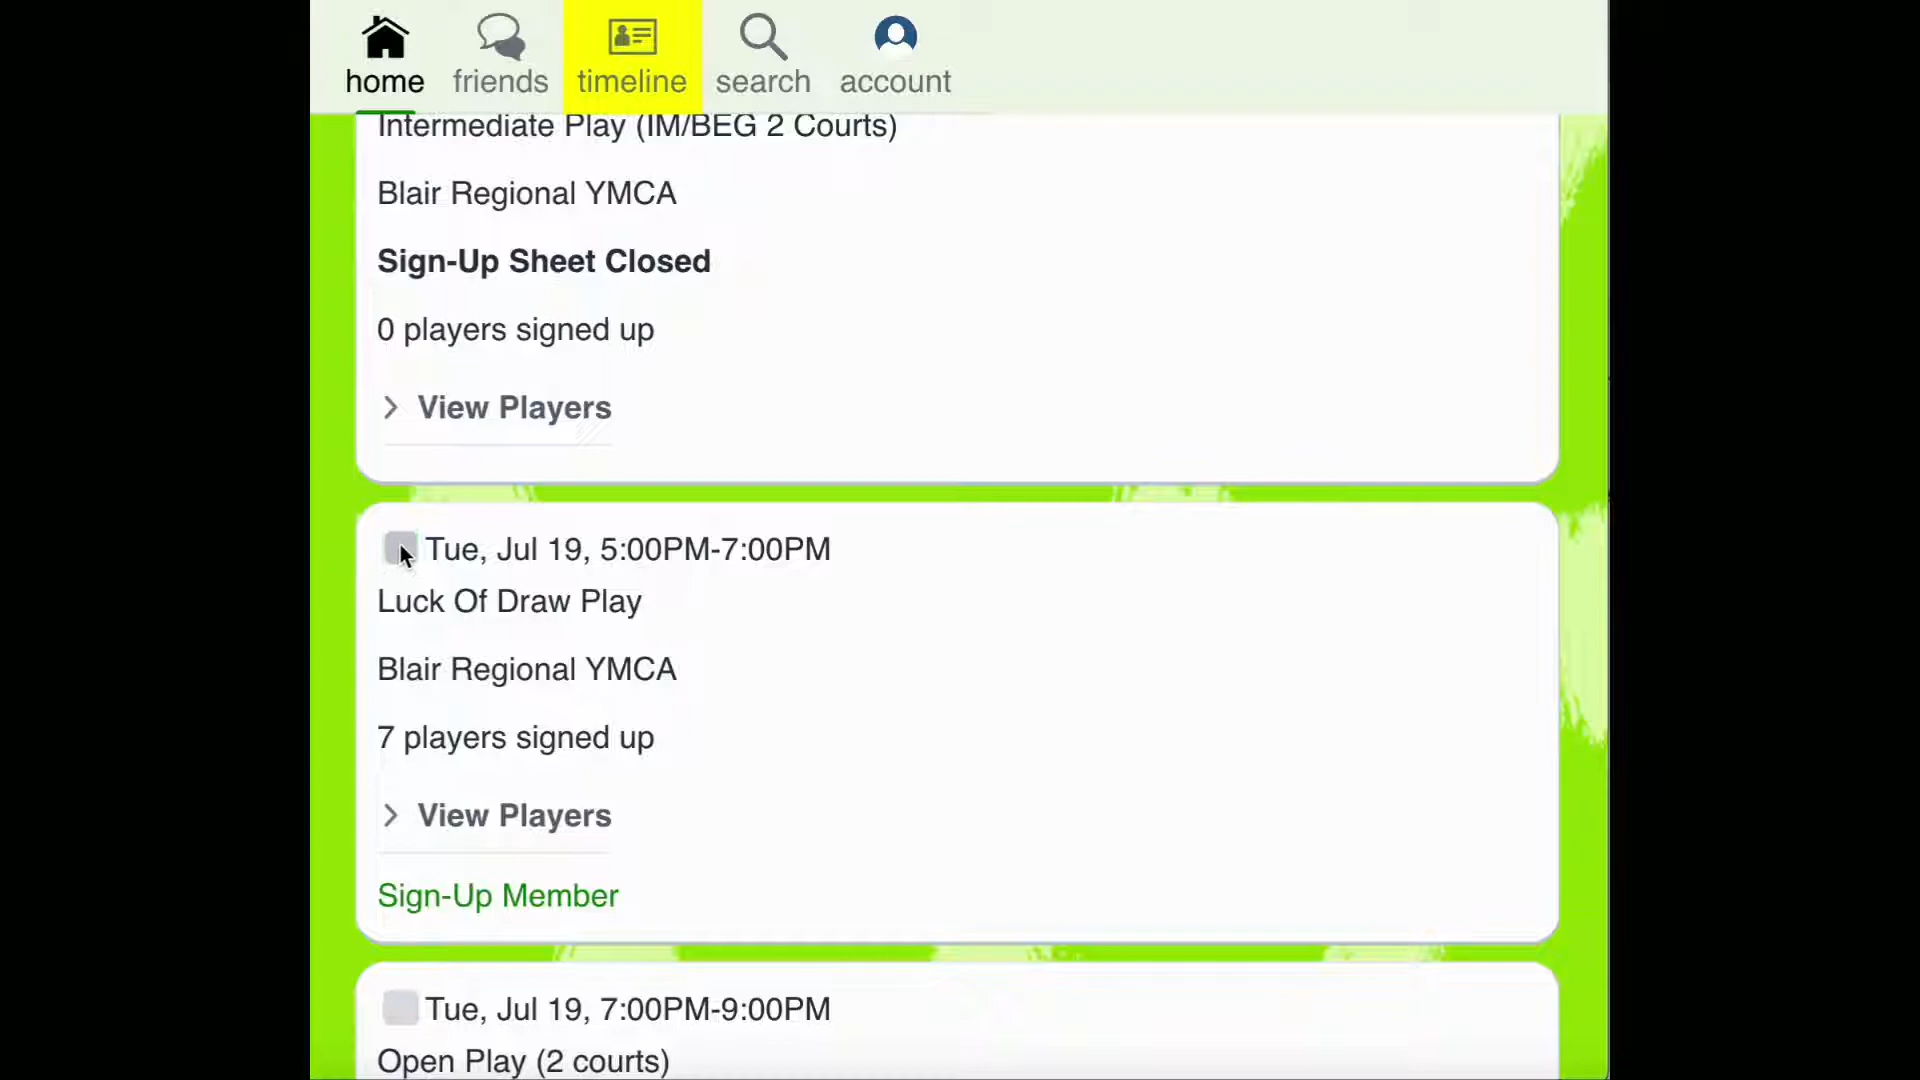 home friends timeline search account
Intermediate Play (IM/BEG 2 Courts)
Blair Regional YMCA
Sign-Up Sheet Closed
0 players signed up
View Players
Tue, Jul 19, 5:00PM-7:00PM
Luck Of Draw Play
Blair Regional YMCA
7 players signed up
View Players
Sign-Up Member
Tue, Jul 19, 7:00PM-9:00PM
Open Play (2 courts)